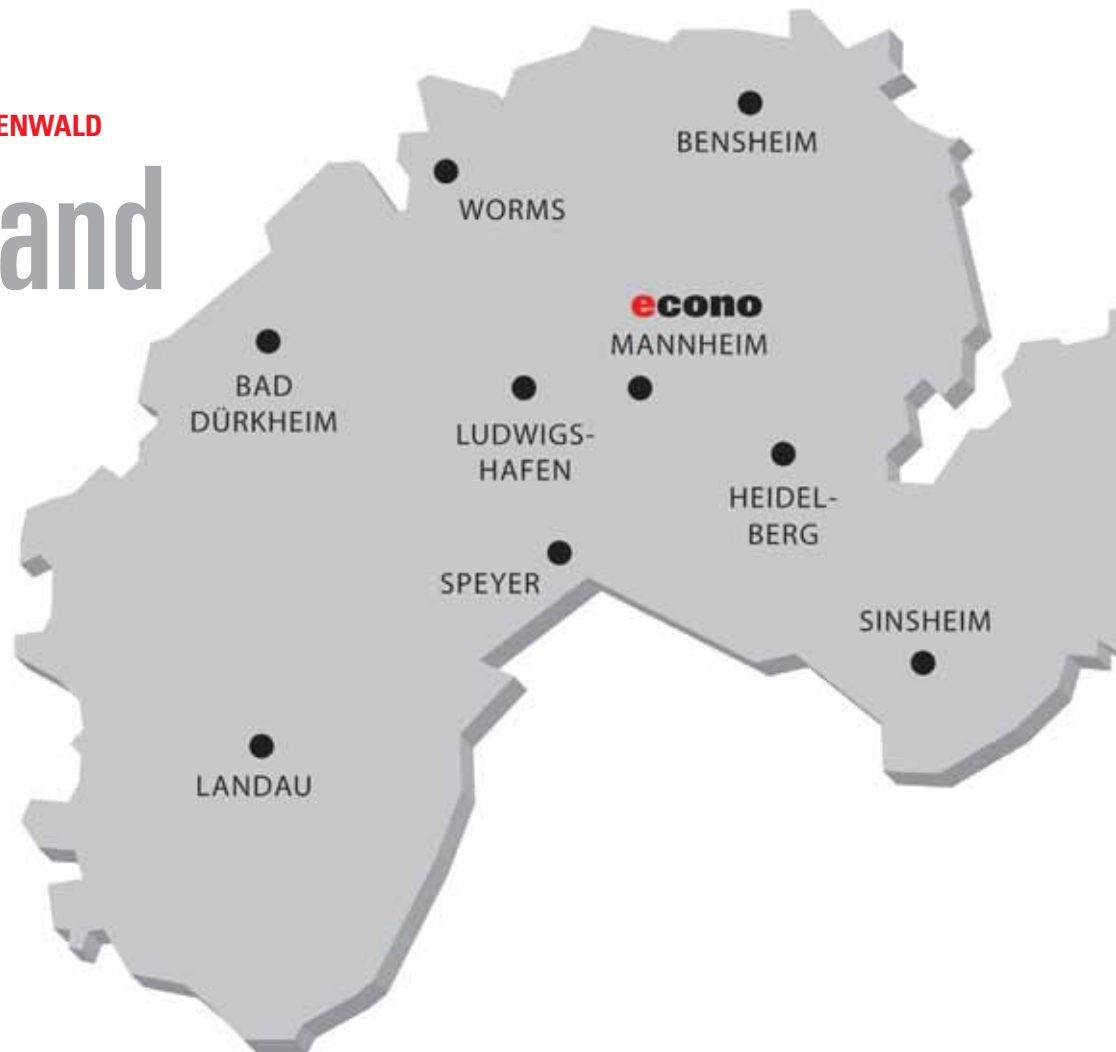 ENWALD
and
BENSHEIM
WORMS
econo
MANNHEIM
BAD
DÜRKHEIM
LUDWIGS-
HAFEN
HEIDEL-
BERG
SPEYER
SINSHEIM
LANDAU